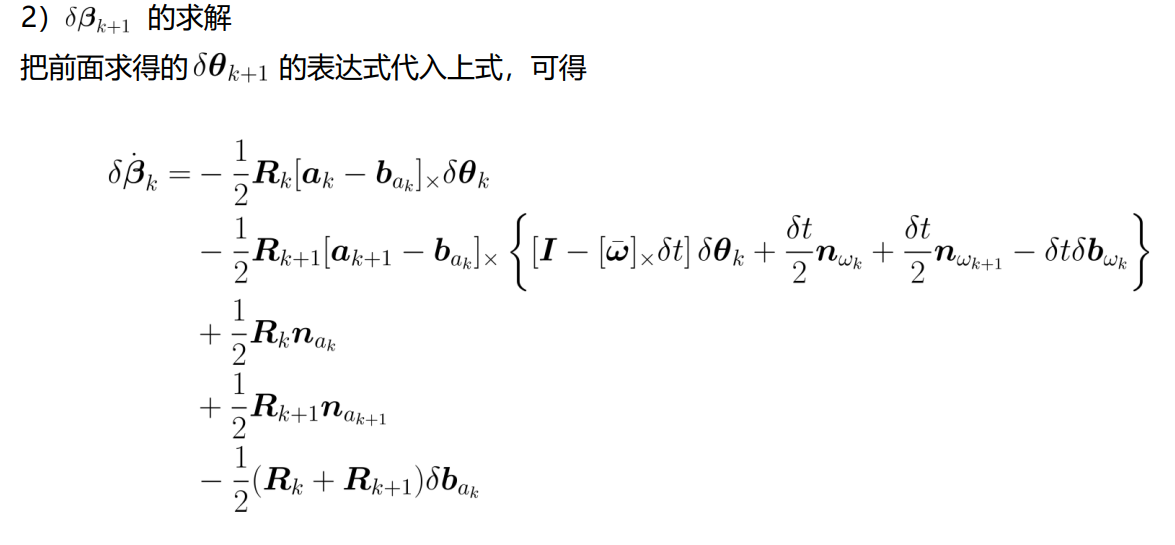 2）$\delta\boldsymbol{\beta}_{k+1}$ 的求解
把前面求得的 $\delta\boldsymbol{\theta}_{k+1}$ 的表达式代入上式，可得
$\delta\dot{\boldsymbol{\beta}}_k = -\frac{1}{2}\boldsymbol{R}_k[\boldsymbol{a}_k - \boldsymbol{b}_{a_k}]_\times \delta\boldsymbol{\theta}_k$
$-\frac{1}{2}\boldsymbol{R}_{k+1}[\boldsymbol{a}_{k+1} - \boldsymbol{b}_{a_k}]_\times \left\{ [\boldsymbol{I} - [\bar{\boldsymbol{\omega}}]_\times \delta t] \delta\boldsymbol{\theta}_k + \frac{\delta t}{2}\boldsymbol{n}_{\omega_k} + \frac{\delta t}{2}\boldsymbol{n}_{\omega_{k+1}} - \delta t \delta\boldsymbol{b}_{\omega_k} \right\}$
$+\frac{1}{2}\boldsymbol{R}_k\boldsymbol{n}_{a_k}$
$+\frac{1}{2}\boldsymbol{R}_{k+1}\boldsymbol{n}_{a_{k+1}}$
$-\frac{1}{2}(\boldsymbol{R}_k + \boldsymbol{R}_{k+1})\delta\boldsymbol{b}_{a_k}$